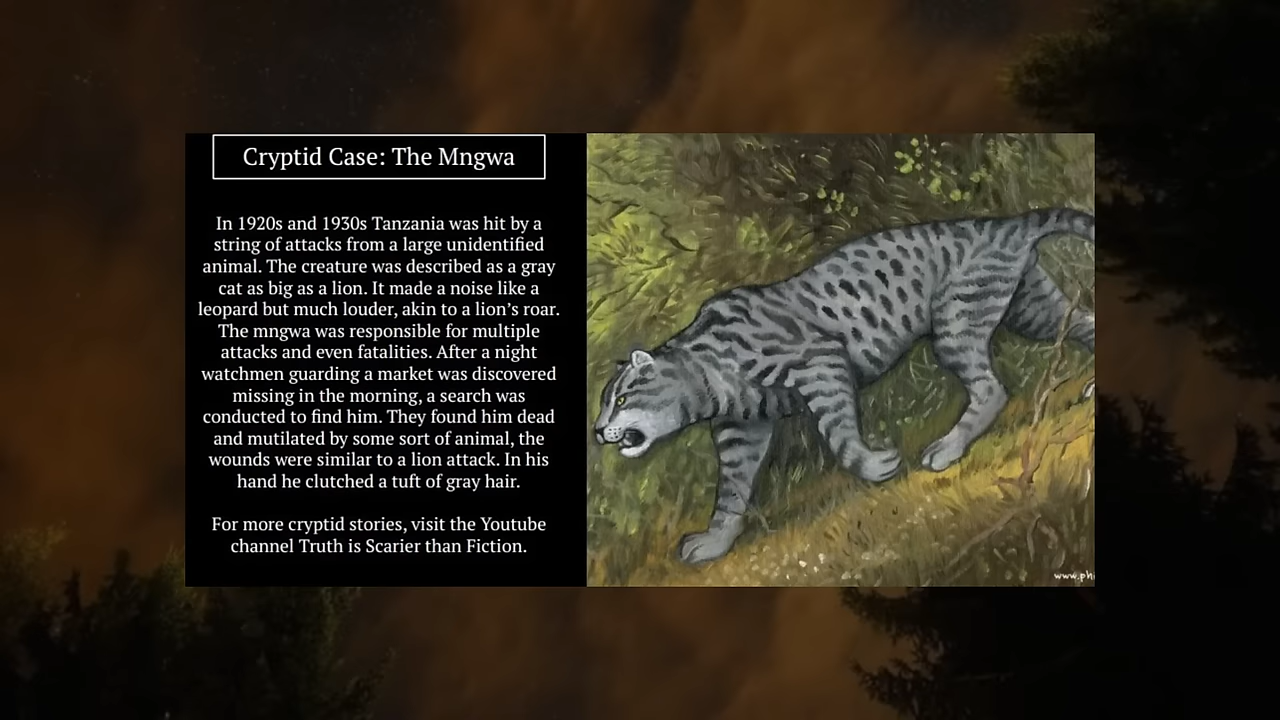 Cryptid Case: The Mngwa
In 1920s and 1930s Tanzania was hit by a
string of attacks from a large unidentified
animal. The creature was described as a gray
cat as big as a lion. It made a noise like a
leopard but much louder, akin to a lion's roar.
The mngwa was responsible for multiple
attacks and even fatalities. After a night
watchmen guarding a market was discovered
missing in the morning, a search was
conducted to find him. They found him dead
and mutilated by some sort of animal, the
wounds were similar to a lion attack. In his
hand he clutched a tuft of gray hair.
For more cryptid stories, visit the Youtube
channel Truth is Scarier than Fiction.